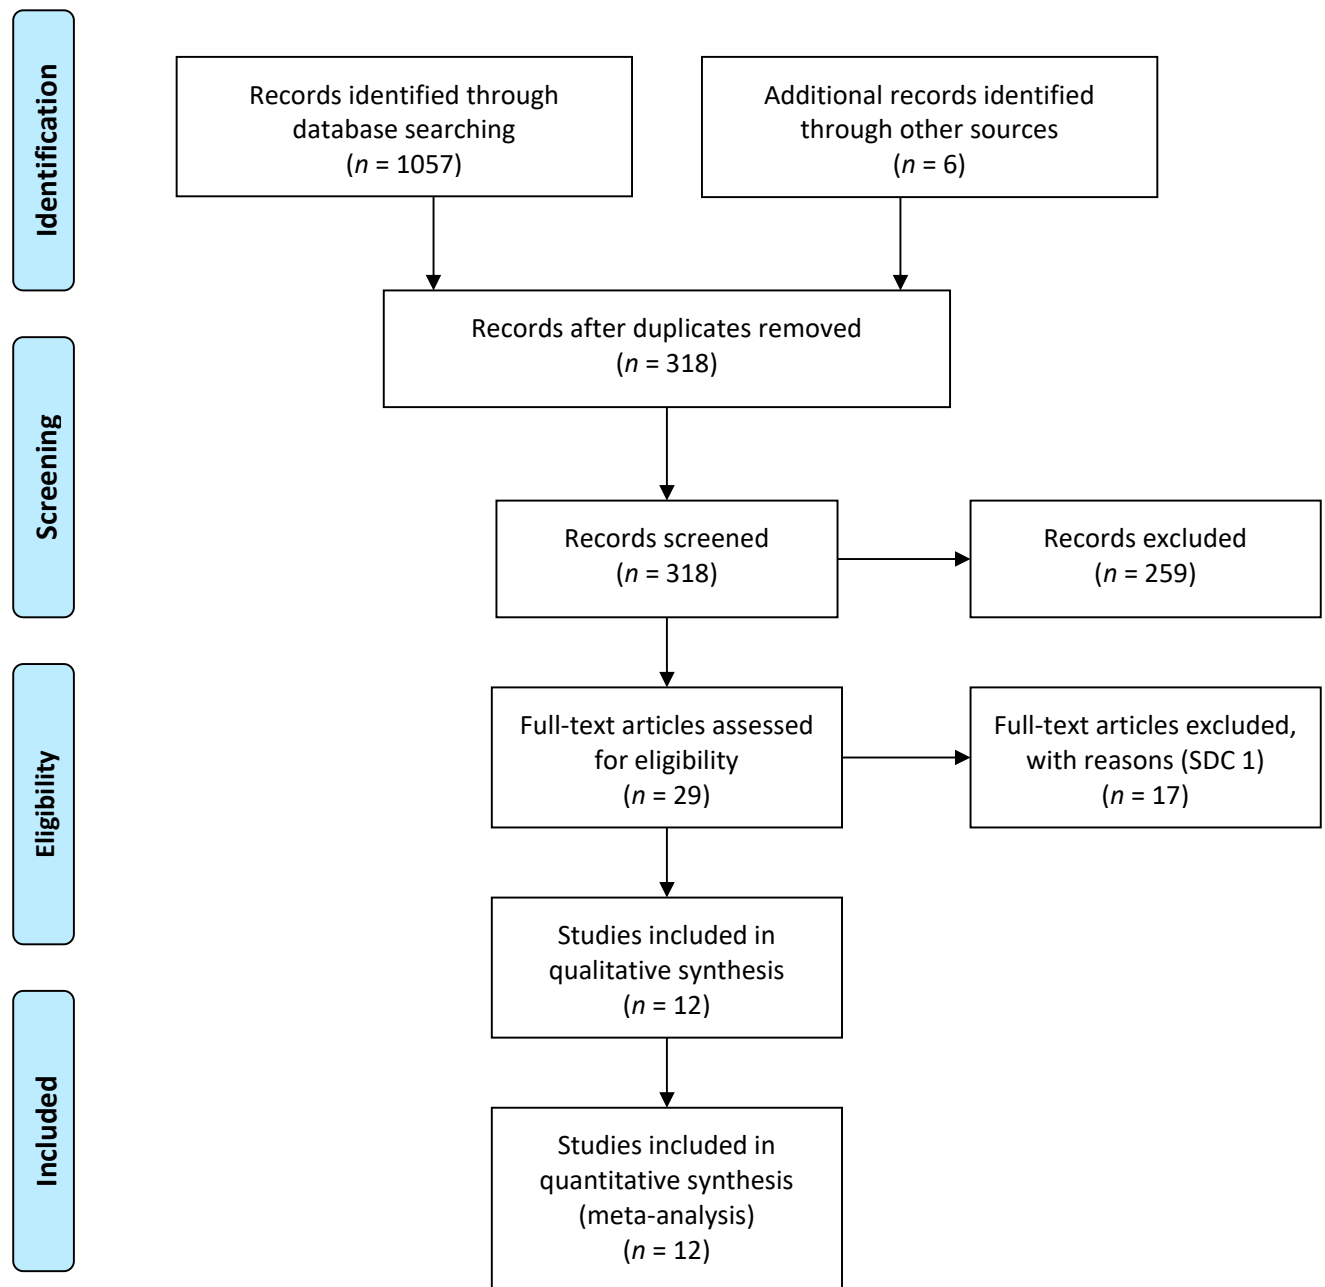 Identification
Records identified through
database searching
(n = 1057)
Additional records identified
through other sources
(n = 6)
Records after duplicates removed
(n = 318)
Screening
Records screened
(n = 318)
Records excluded
(n = 259)
Eligibility
Full-text articles assessed
for eligibility
(n = 29)
Full-text articles excluded,
with reasons (SDC 1)
(n = 17)
Studies included in
qualitative synthesis
(n = 12)
Included
Studies included in
quantitative synthesis
(meta-analysis)
(n = 12)